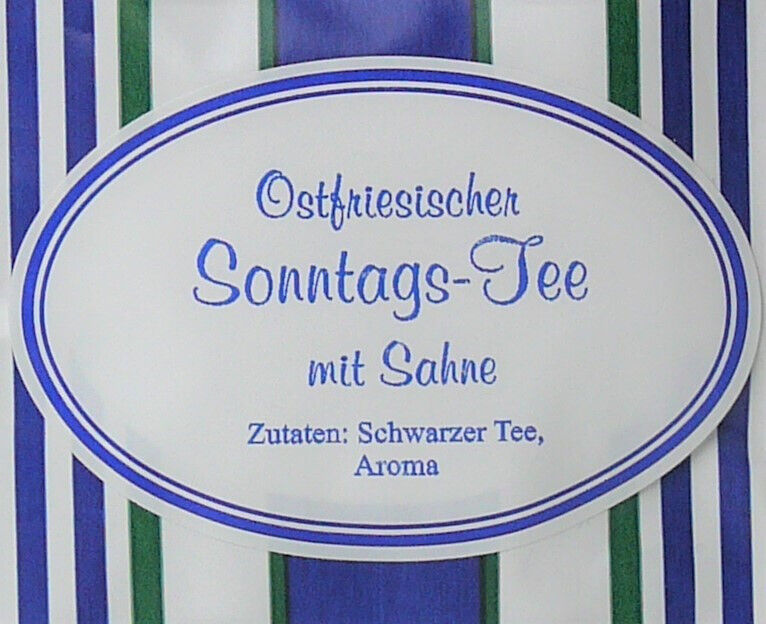 Ostfriesischer
Sonntags-Tee
mit Sahne
Zutaten: Schwarzer Tee,
Aroma